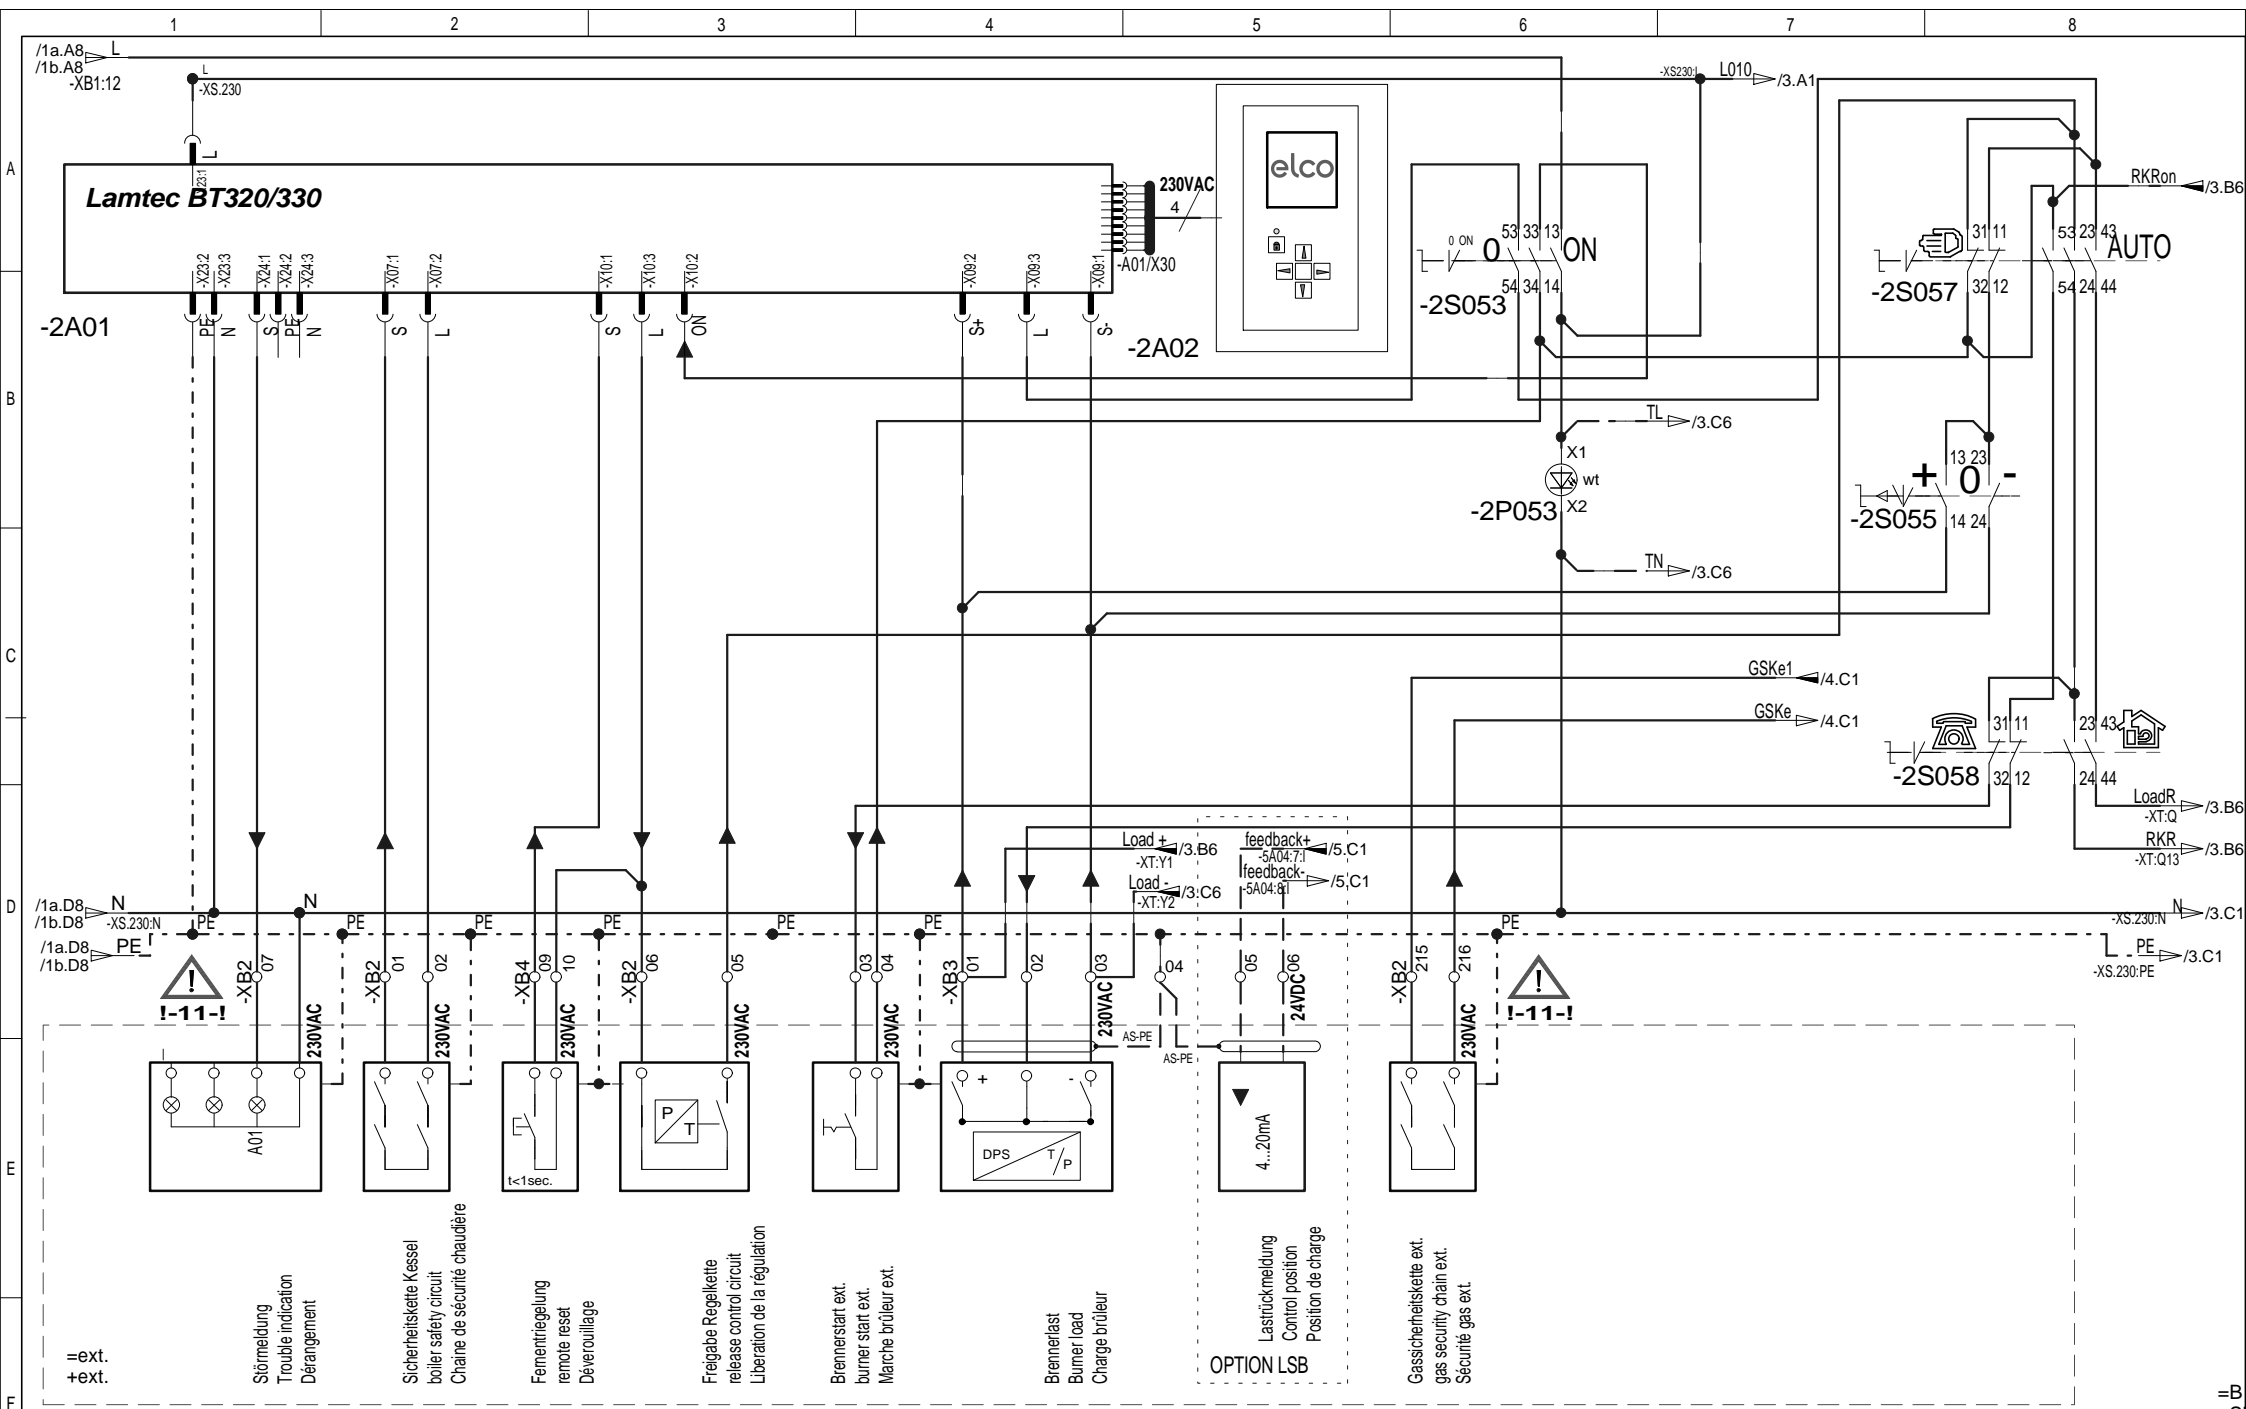 1 2 3 4 5 6 7 8
/1a.A8 L
/1b.A8
-XB1:12
L
-XS.230
-XS230:L L010 /3.A1
A
L
-X23:1
Lamtec BT320/330
230VAC
4
elco
RKRon /3.B6
53 33 13
0 ON
0 ON
31 11 53 23 43
AUTO
-X23:2
-X23:3
-X24:1
-X24:2
-X24:3
-X07:1
-X07:2
-X10:1
-X10:3
-X10:2
-X09:2
-X09:3
-X09:1
-A01/X30
54 34 14
-2S053
32 12 54 24 44
-2S057
-2A01
PE
N
S
PE
N
S
L
S
L
ON
S+
L
S-
-2A02
B
TL /3.C6
X1
wt
X2
-2P053
13 23
+ 0 -
-2S055 14 24
TN /3.C6
C
GSKe1 /4.C1
GSKe /4.C1
31 11 23 43
-2S058 32 12 24 44
LoadR /3.B6
-XT:Q
RKR /3.B6
-XT:Q13
Load + /3.B6
-XT:Y1
Load - /3.C6
-XT:Y2
feedback+ /5.C1
-5A04:7:I
feedback- /5.C1
-5A04:8:I
D
/1a.D8 N
/1b.D8 -XS.230:N
N
-XS.230:N N /3.C1
/1a.D8 PE
/1b.D8
PE PE PE PE PE PE
PE /3.C1
-XS.230:PE
!
!-11-!
-XB2 07
-XB2 01 02
-XB4 09 10
-XB2 06 05
03 04
-XB3 01 02 03 04
05 06
-XB2 215 216
!
!-11-!
230VAC
230VAC
230VAC
230VAC
230VAC
24VDC
230VAC
AS-PE
AS-PE
E
A01
t<1sec.
P
T
+ -
DPS T/P
4...20mA
Störmeldung
Trouble indication
Dérangement
Sicherheitskette Kessel
boiler safety circuit
Chaine de sécurité chaudière
Fernentriegelung
remote reset
Déverouillage
Freigabe Regelkette
release control circuit
Liberation de la régulation
Brennerstart ext.
burner start ext.
Marche brûleur ext.
Brennerlast
Burner load
Charge brûleur
Lastrückmeldung
Control position
Position de charge
OPTION LSB
Gassicherheitskette ext.
gas security chain ext.
Sécurité gas ext.
=ext.
+ext.
F
=B